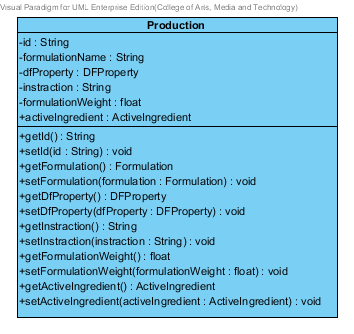 Visual Paradigm for UML Enterprise Edition(College of Arts, Media and Technology)
Production
-id : String
-formulationName : String
-dfProperty : DFProperty
-instraction : String
-formulationWeight : float
+activeIngredient : ActiveIngredient
+getId() : String
+setId(id : String) : void
+getFormulation() : Formulation
+setFormulation(formulation : Formulation) : void
+getDfProperty() : DFProperty
+setDfProperty(dfProperty : DFProperty) : void
+getInstraction() : String
+setInstraction(instraction : String) : void
+getFormulationWeight() : float
+setFormulationWeight(formulationWeight : float) : void
+getActiveIngredient() : ActiveIngredient
+setActiveIngredient(activeIngredient : ActiveIngredient) : void